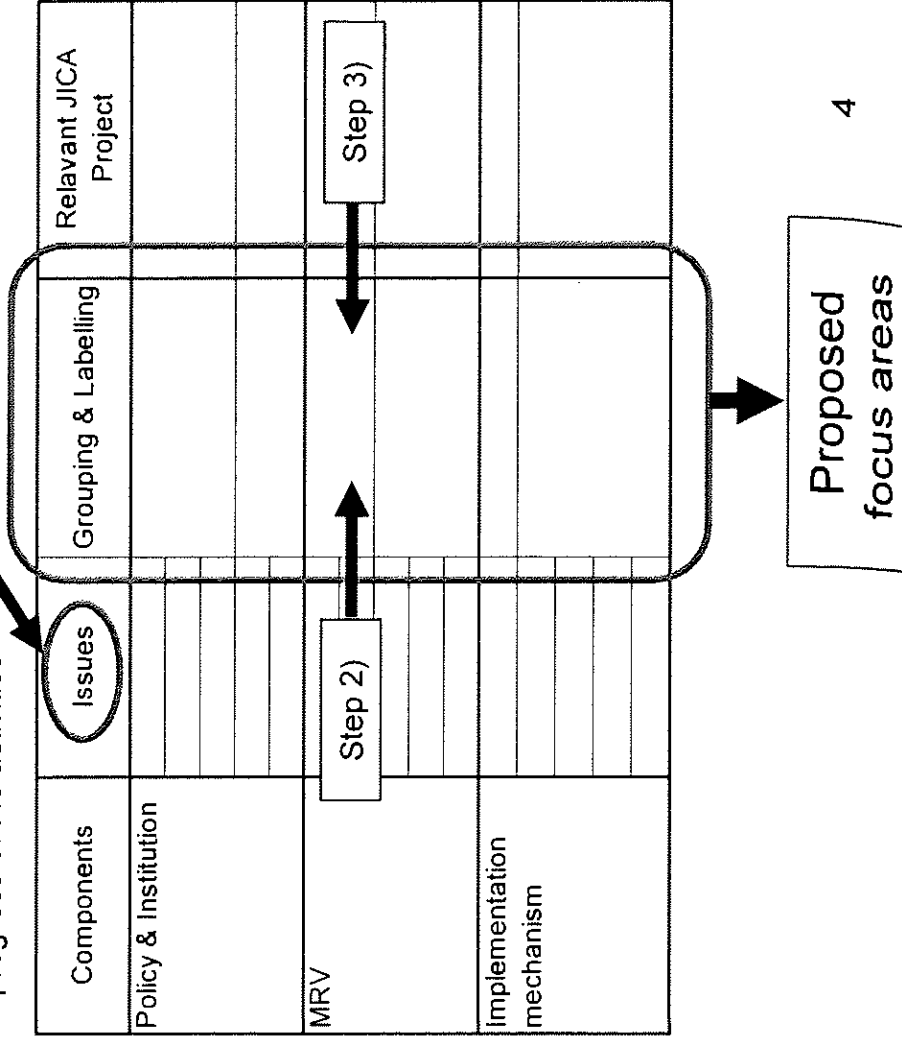 Components
Issues
Grouping & Labelling
Relavant JICA
Project
Policy & Institution
MRV
Implementation
mechanism
Step 2)
Step 3)
Proposed
focus areas
4